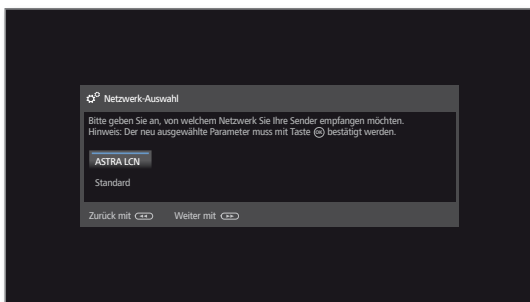 Netzwerk-Auswahl
Bitte geben Sie an, von welchem Netzwerk Sie Ihre Sender empfangen möchten.
Hinweis: Der neu ausgewählte Parameter muss mit Taste OK bestätigt werden.
ASTRA LCN
Standard
Zurück mit Weiter mit